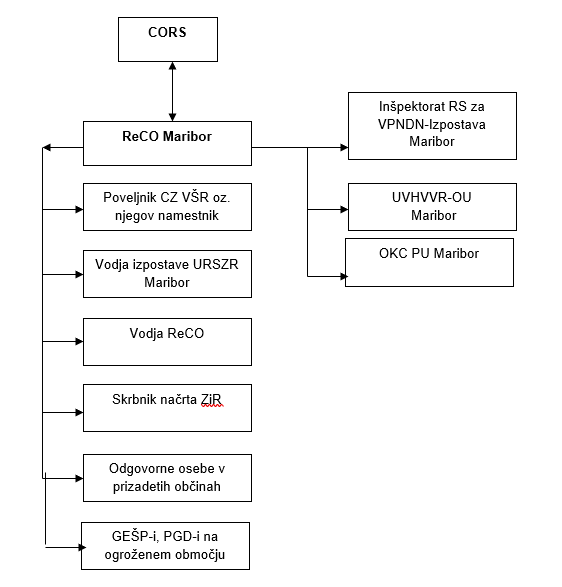 CORS
ReCO Maribor
Inšpektorat RS za
VPNDN-Izpostava
Maribor
Poveljnik CZ VŠR oz.
njegov namestnik
UVHVVR-OU
Maribor
Vodja izpostave URSZR
Maribor
OKC PU Maribor
Vodja ReCO
Skrbnik načrta ZiR
Odgovorne osebe v
prizadetih občinah
GEŠP-i, PGD-i na
ogroženem območju